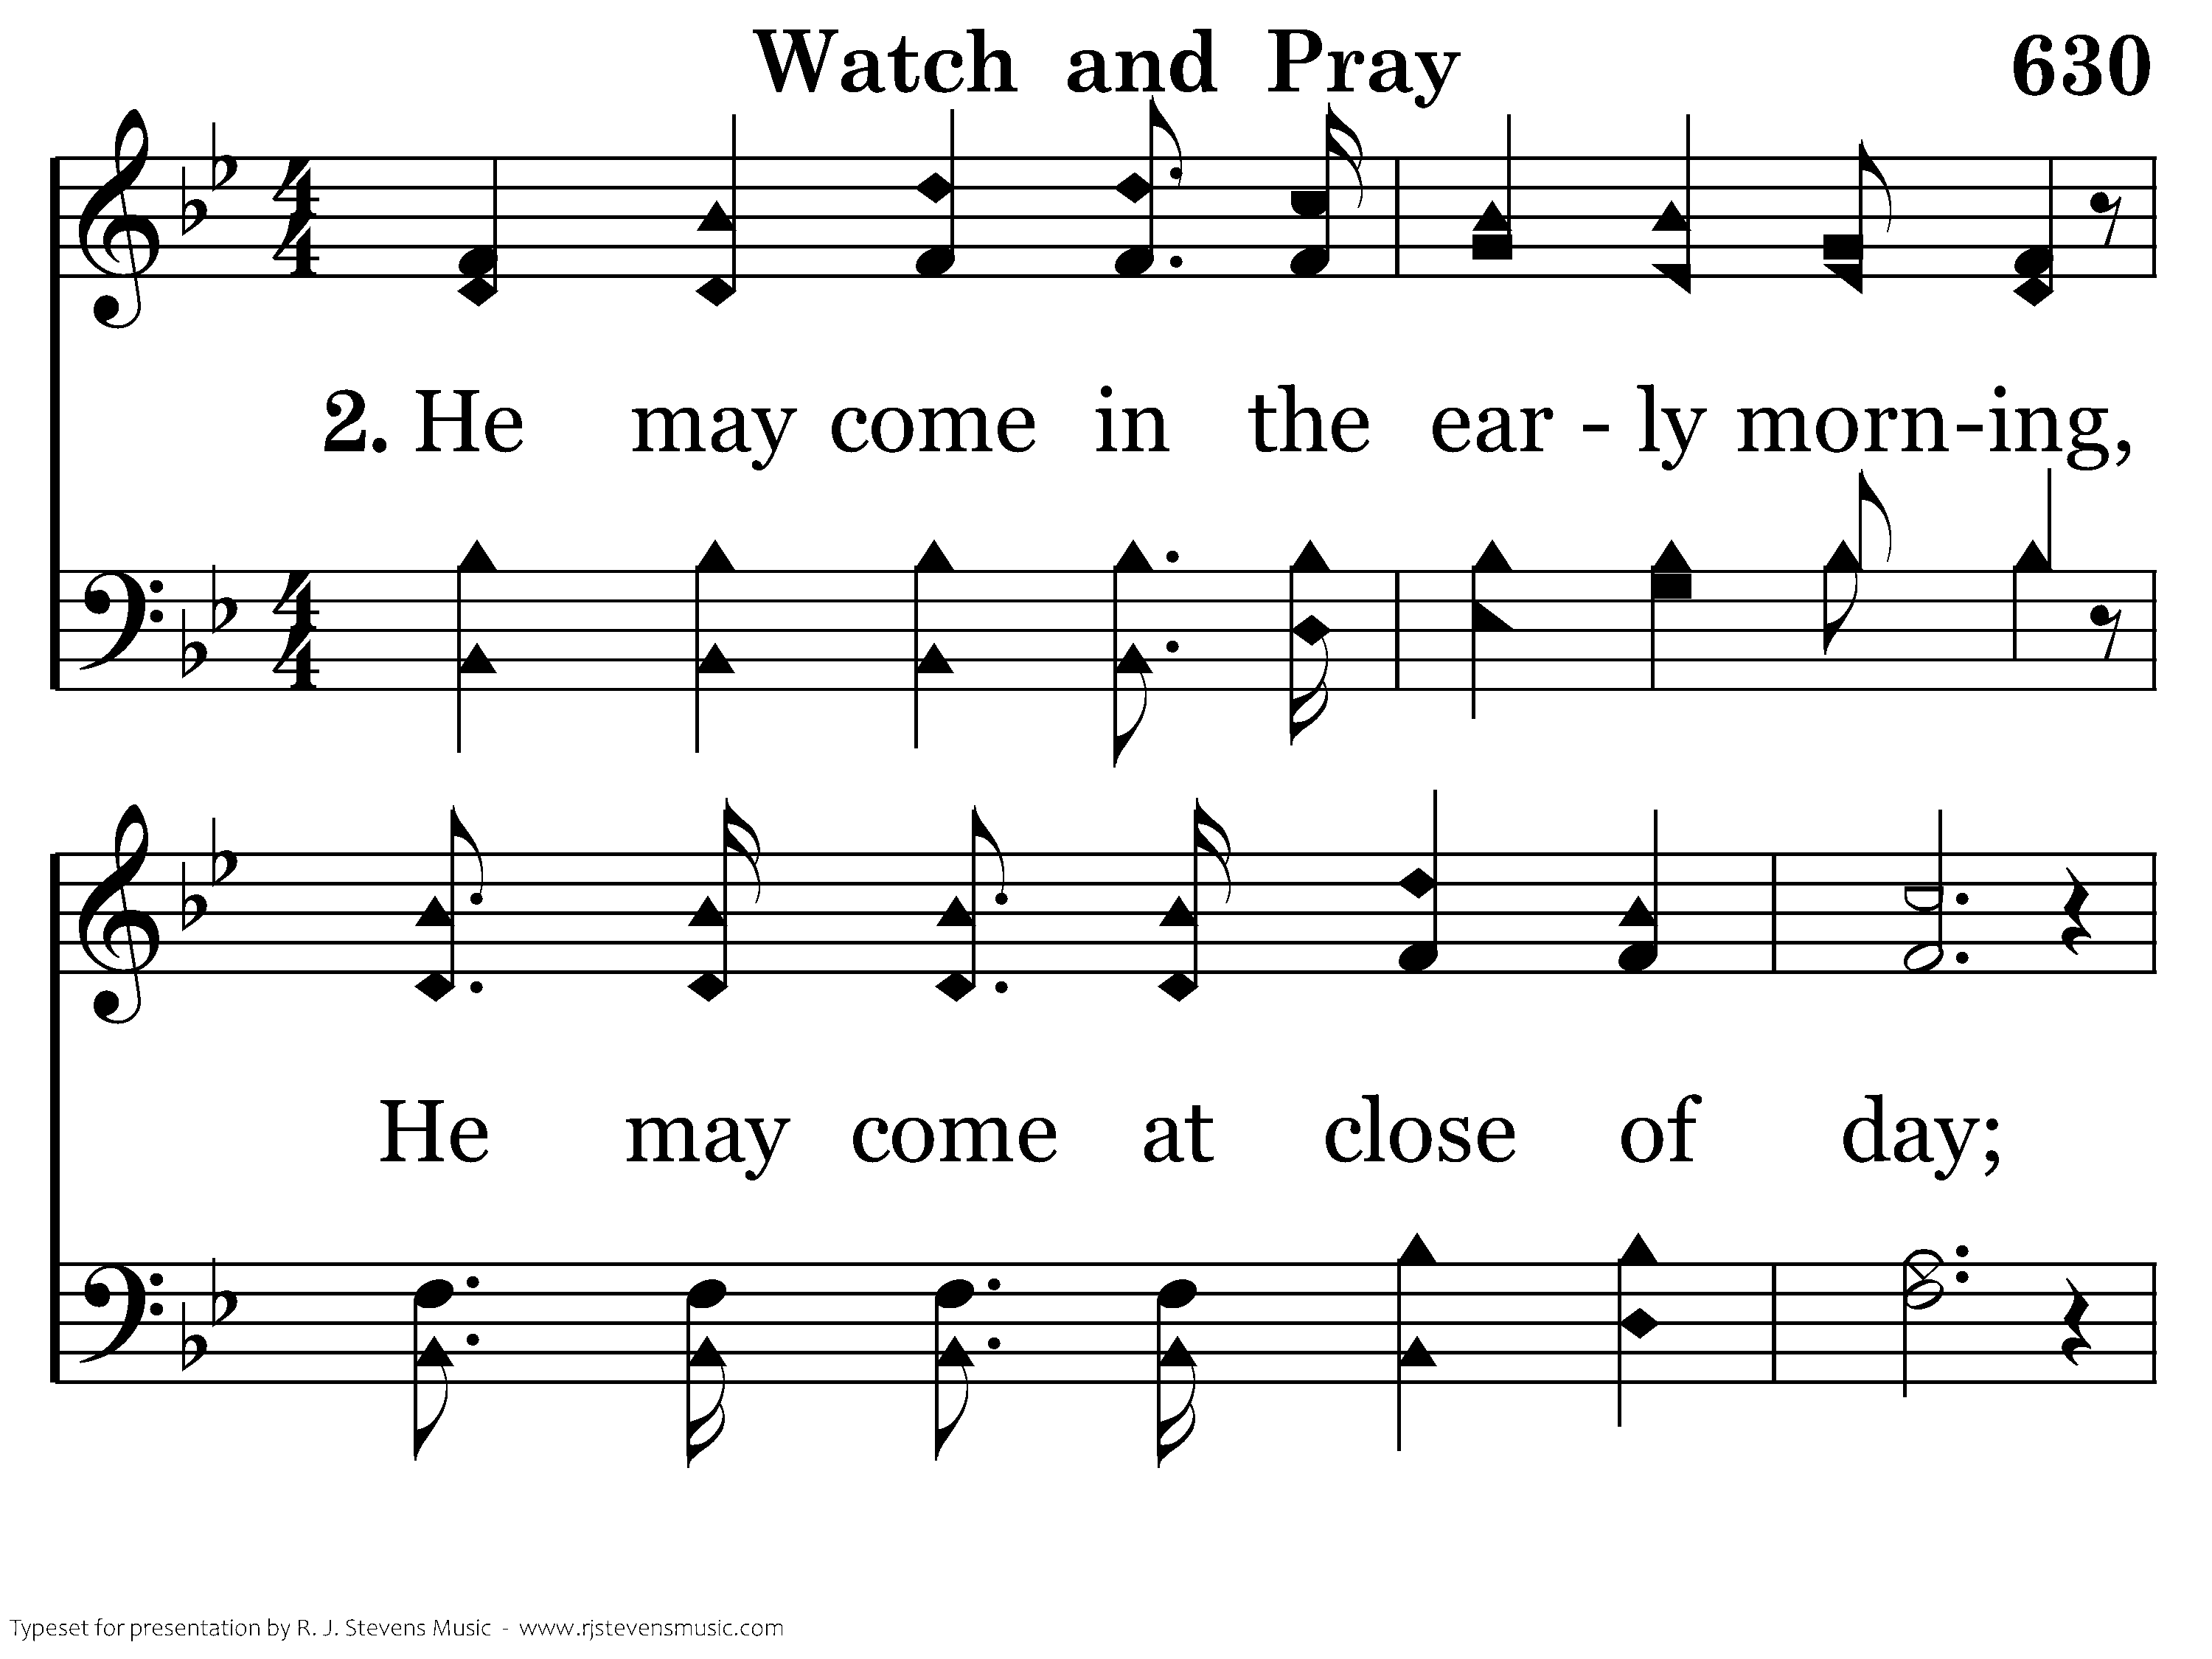 Watch and Pray 630
2. He may come in the ear - ly morn-ing,
He may come at close of day;
Typeset for presentation by R. J. Stevens Music - www.rjstevensmusic.com